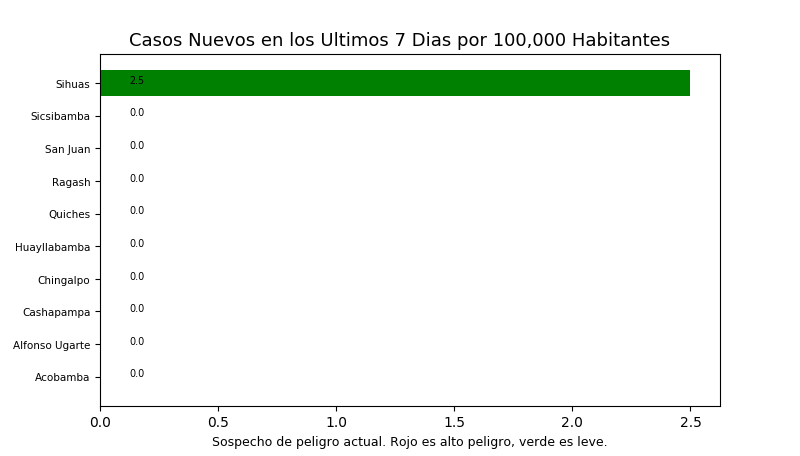 Casos Nuevos en los Ultimos 7 Dias por 100,000 Habitantes
Sihuas 2.5
Sicsibamba 0.0
San Juan 0.0
Ragash 0.0
Quiches 0.0
Huayllabamba 0.0
Chingalpo 0.0
Cashapampa 0.0
Alfonso Ugarte 0.0
Acobamba 0.0
0.0 0.5 1.0 1.5 2.0 2.5
Sospecho de peligro actual. Rojo es alto peligro, verde es leve.